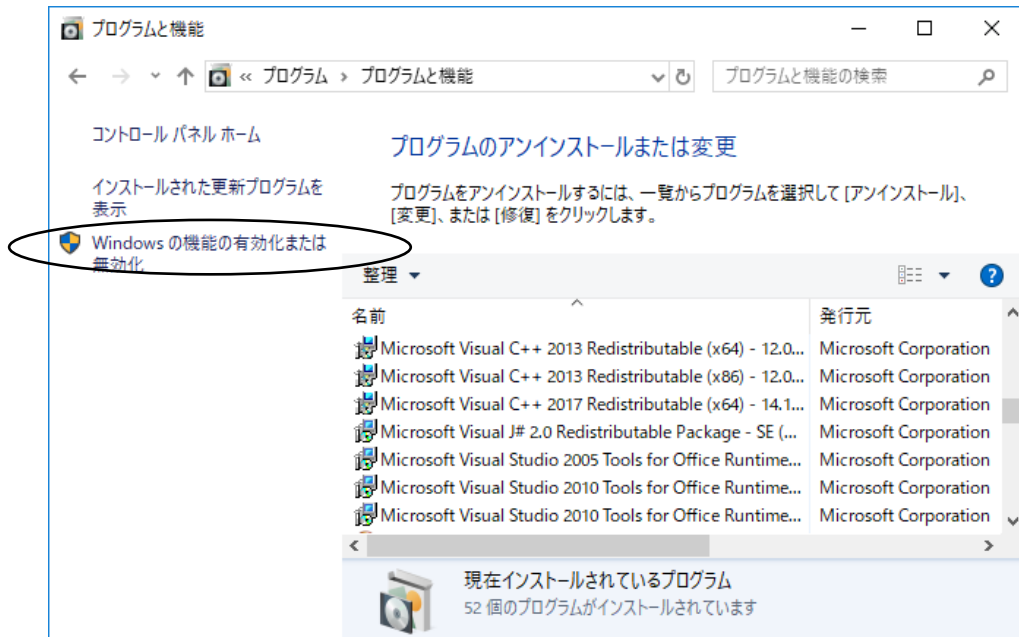 プログラムと機能
« プログラム › プログラムと機能
プログラムと機能の検索
コントロール パネル ホーム
インストールされた更新プログラムを
表示
Windows の機能の有効化または
無効化
プログラムのアンインストールまたは変更
プログラムをアンインストールするには、一覧からプログラムを選択して [アンインストール]、
[変更]、または [修復] をクリックします。
整理
名前 発行元
Microsoft Visual C++ 2013 Redistributable (x64) - 12.0... Microsoft Corporation
Microsoft Visual C++ 2013 Redistributable (x86) - 12.0... Microsoft Corporation
Microsoft Visual C++ 2017 Redistributable (x64) - 14.1... Microsoft Corporation
Microsoft Visual J# 2.0 Redistributable Package - SE (... Microsoft Corporation
Microsoft Visual Studio 2005 Tools for Office Runtime... Microsoft Corporation
Microsoft Visual Studio 2010 Tools for Office Runtime... Microsoft Corporation
Microsoft Visual Studio 2010 Tools for Office Runtime... Microsoft Corporation
現在インストールされているプログラム
52 個のプログラムがインストールされています